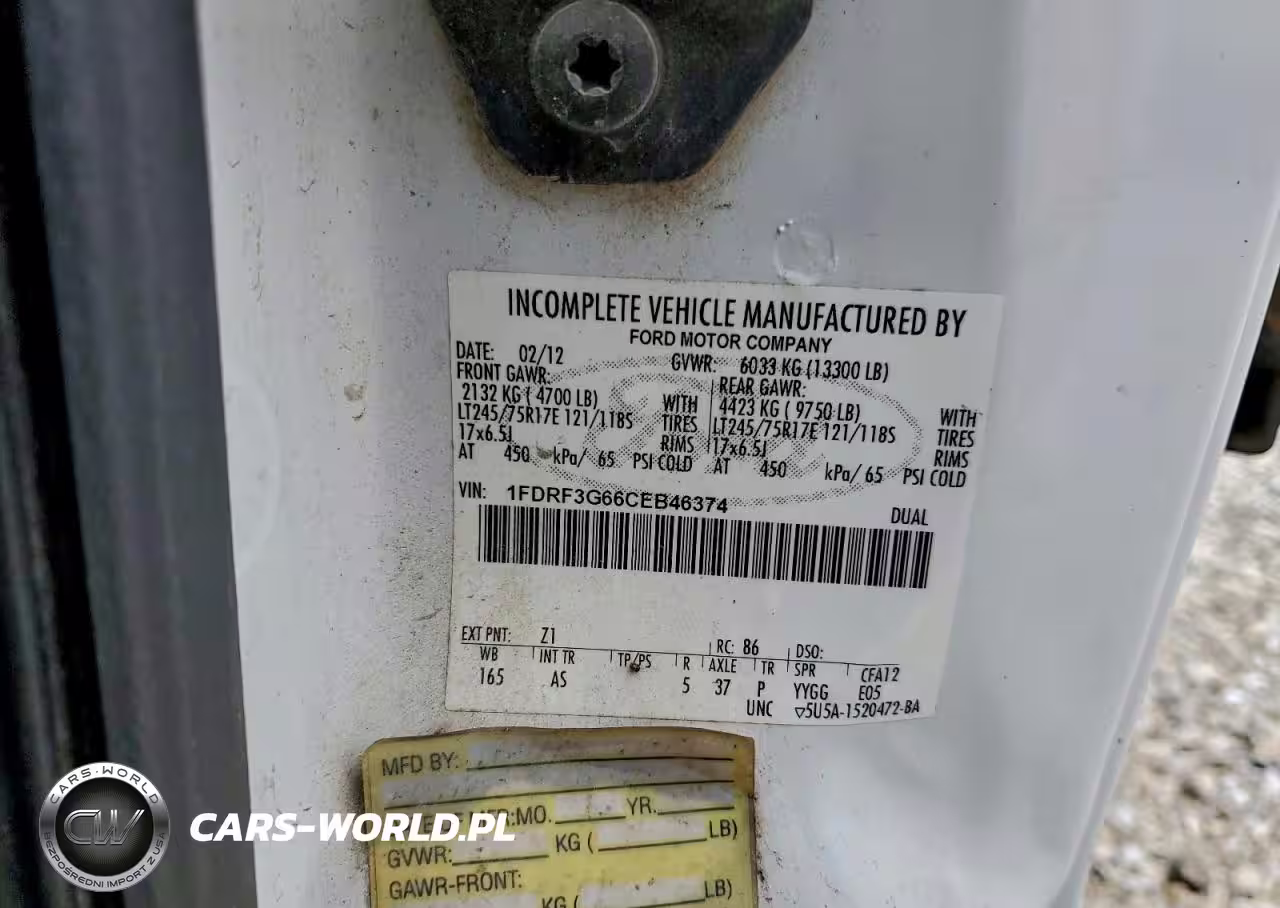 INCOMPLETE VEHICLE MANUFACTURED BY
FORD MOTOR COMPANY
DATE: 02/12 GVWR: 6033 KG (13300 LB)
FRONT GAWR: REAR GAWR:
2132 KG ( 4700 LB) WITH 4423 KG ( 9750 LB) WITH
LT245/75R17E 121/118S TIRES LT245/75R17E 121/118S TIRES
17x6.5J RIMS 17x6.5J RIMS
AT 450 kPa/ 65 PSI COLD AT 450 kPa/ 65 PSI COLD
VIN: 1FDRF3G66CEB46374
DUAL
EXT PNT: Z1 RC: 86 DSO:
WB INT TR TP/PS R AXLE TR SPR CFA12
165 AS 5 37 P YYGG E05
UNC ▽5U5A-1520472-BA
MFD BY:
MO. YR.
GVWR: KG ( LB)
GAWR-FRONT:
KG ( LB)
CARS-WORLD
CW
BEZPOŚREDNI IMPORT Z USA
CARS-WORLD.PL